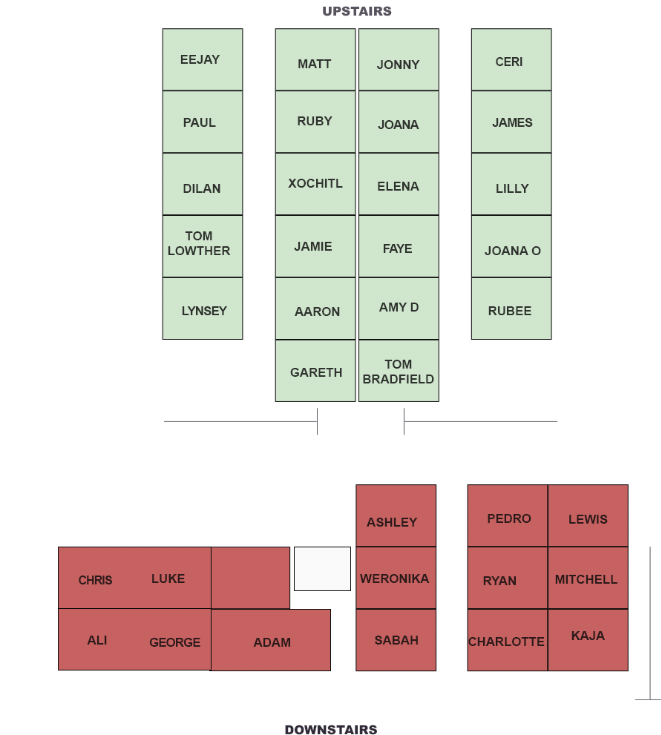 UPSTAIRS
EEJAY
MATT
JONNY
CERI
PAUL
RUBY
JOANA
JAMES
DILAN
XOCHITL
ELENA
LILLY
TOM
LOWTHER
JAMIE
FAYE
JOANA O
LYNSEY
AARON
AMY D
RUBEE
GARETH
TOM
BRADFIELD
ASHLEY
PEDRO
LEWIS
CHRIS
LUKE
WERONIKA
RYAN
MITCHELL
ALI
GEORGE
ADAM
SABAH
CHARLOTTE
KAJA
DOWNSTAIRS